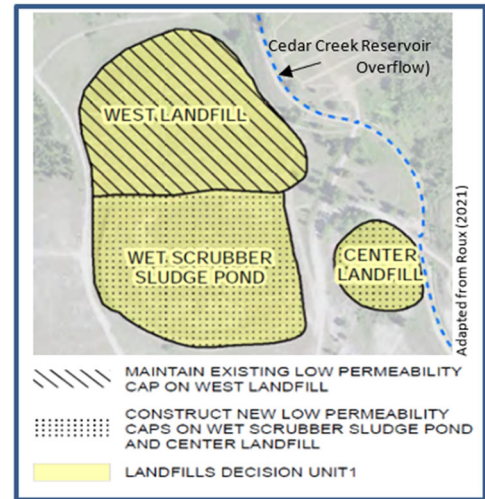 Cedar Creek Reservoir
Overflow)
WEST LANDFILL
WET SCRUBBER
SLUDGE POND
CENTER
LANDFILL
Adapted from Roux (2021)
MAINTAIN EXISTING LOW PERMEABILITY
CAP ON WEST LANDFILL
CONSTRUCT NEW LOW PERMEABILITY
CAPS ON WET SCRUBBER SLUDGE POND
AND CENTER LANDFILL
LANDFILLS DECISION UNIT1